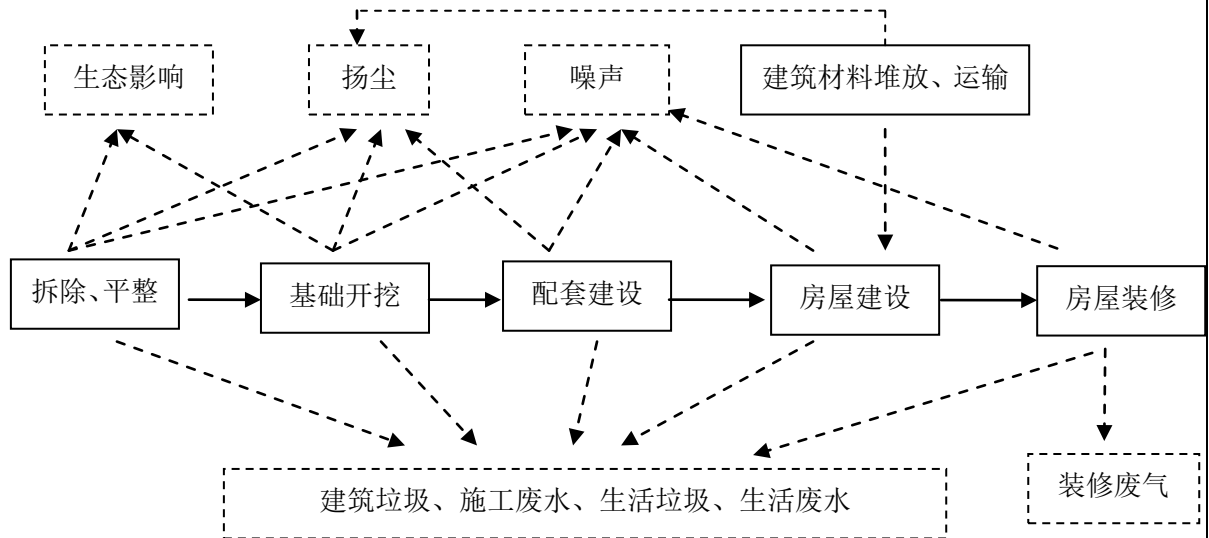 生态影响
扬尘
噪声
建筑材料堆放、运输
拆除、平整
基础开挖
配套建设
房屋建设
房屋装修
建筑垃圾、施工废水、生活垃圾、生活废水
装修废气